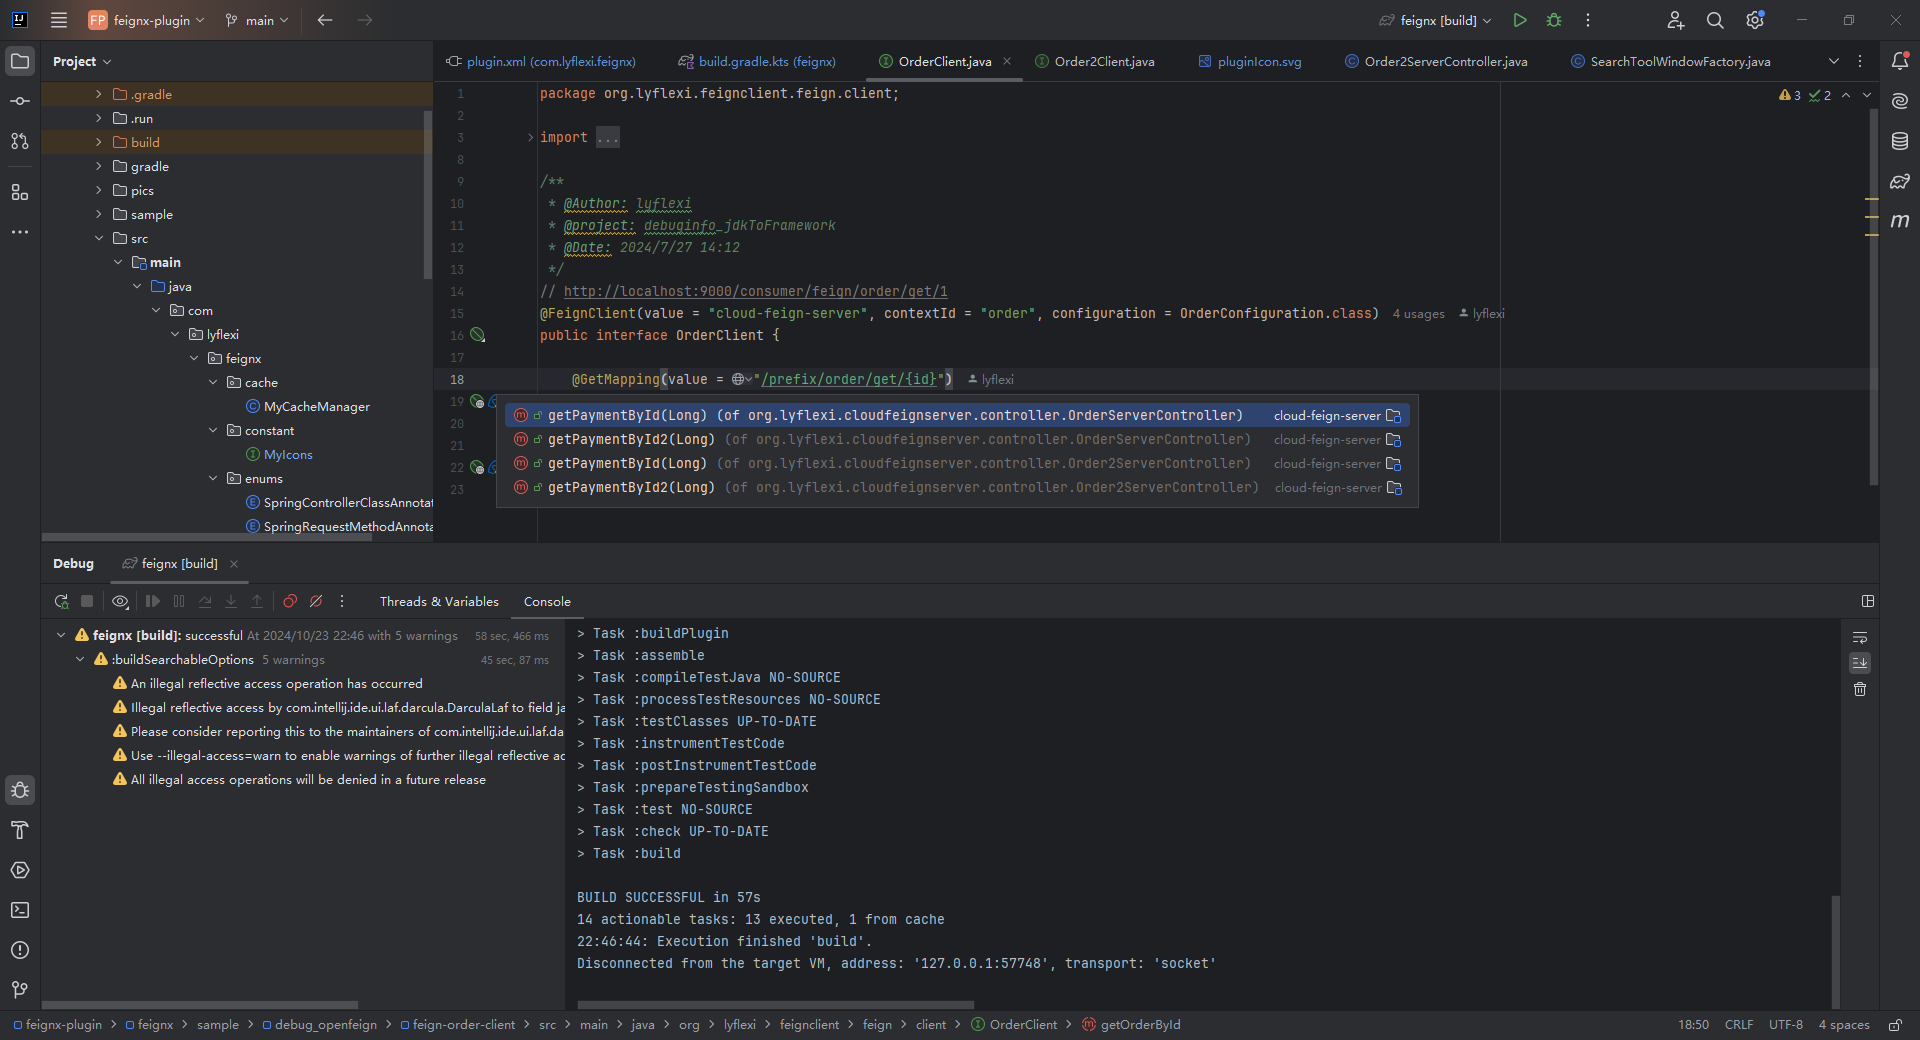 FP feignx-plugin main
feignx [build]
Project
plugin.xml (com.lyflexi.feignx)
build.gradle.kts (feignx)
OrderClient.java
Order2Client.java
pluginIcon.svg
Order2ServerController.java
SearchToolWindowFactory.java
.gradle
.run
build
gradle
pics
sample
src
main
java
com
lyflexi
feignx
cache
MyCacheManager
constant
MyIcons
enums
SpringControllerClassAnnotat
SpringRequestMethodAnnota
3 2
1 package org.lyflexi.feignclient.feign.client;
2
3 import ...
8
9 /**
10 * @Author: lyflexi
11 * @project: debuginfo_jdkToFramework
12 * @Date: 2024/7/27 14:12
13 */
14 // http://localhost:9000/consumer/feign/order/get/1
15 @FeignClient(value = "cloud-feign-server", contextId = "order", configuration = OrderConfiguration.class) 4 usages lyflexi
16 public interface OrderClient {
17
18 @GetMapping(value = "/prefix/order/get/{id}") lyflexi
19
20
21
22
23
getPaymentById(Long) (of org.lyflexi.cloudfeignserver.controller.OrderServerController) cloud-feign-server
getPaymentById2(Long) (of org.lyflexi.cloudfeignserver.controller.OrderServerController) cloud-feign-server
getPaymentById(Long) (of org.lyflexi.cloudfeignserver.controller.Order2ServerController) cloud-feign-server
getPaymentById2(Long) (of org.lyflexi.cloudfeignserver.controller.Order2ServerController) cloud-feign-server
Debug feignx [build]
Threads & Variables Console
feignx [build]: successful At 2024/10/23 22:46 with 5 warnings 58 sec, 466 ms
:buildSearchableOptions 5 warnings 45 sec, 87 ms
An illegal reflective access operation has occurred
Illegal reflective access by com.intellij.ide.ui.laf.darcula.DarculaLaf to field ja
Please consider reporting this to the maintainers of com.intellij.ide.ui.laf.da
Use --illegal-access=warn to enable warnings of further illegal reflective ac
All illegal access operations will be denied in a future release
> Task :buildPlugin
> Task :assemble
> Task :compileTestJava NO-SOURCE
> Task :processTestResources NO-SOURCE
> Task :testClasses UP-TO-DATE
> Task :instrumentTestCode
> Task :postInstrumentTestCode
> Task :prepareTestingSandbox
> Task :test NO-SOURCE
> Task :check UP-TO-DATE
> Task :build
BUILD SUCCESSFUL in 57s
14 actionable tasks: 13 executed, 1 from cache
22:46:44: Execution finished 'build'.
Disconnected from the target VM, address: '127.0.0.1:57748', transport: 'socket'
feignx-plugin > feignx > sample > debug_openfeign > feign-order-client > src > main > java > org > lyflexi > feignclient > feign > client > OrderClient > getOrderById
18:50 CRLF UTF-8 4 spaces